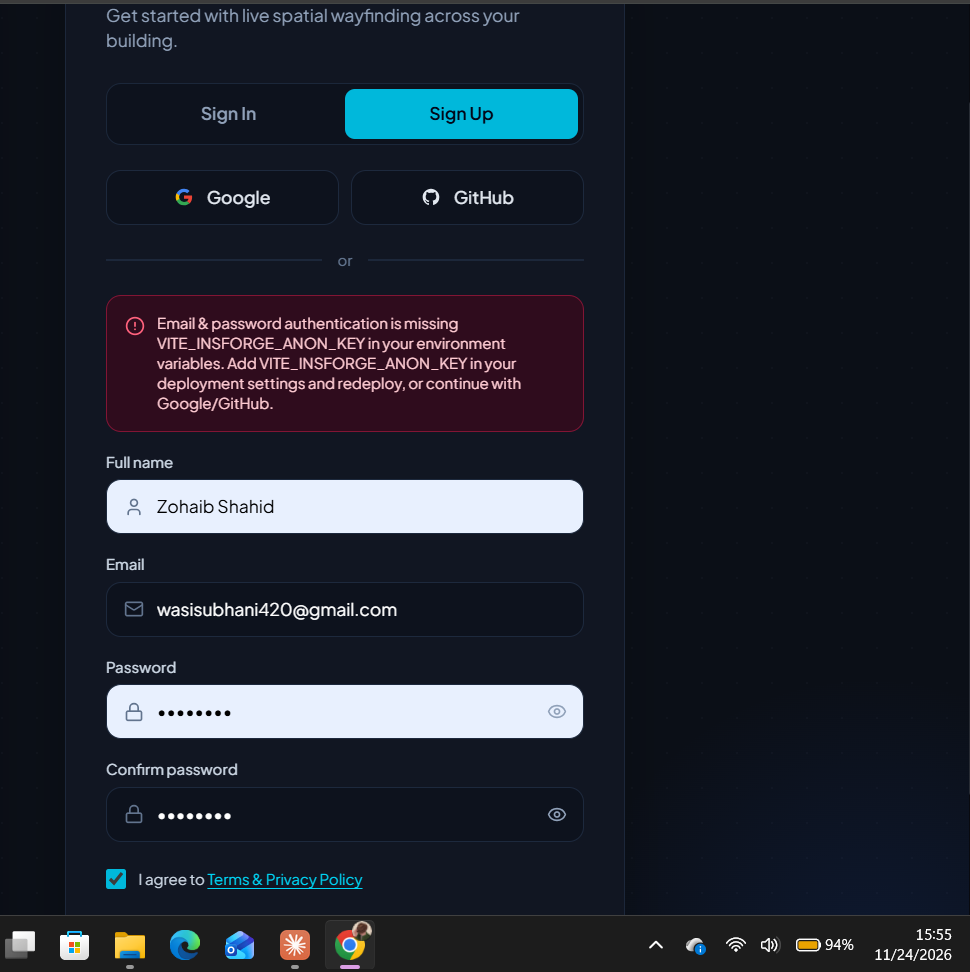 Get started with live spatial wayfinding across your
building.
Sign In
Sign Up
Google
GitHub
or
Email & password authentication is missing
VITE_INSFORGE_ANON_KEY in your environment
variables. Add VITE_INSFORGE_ANON_KEY in your
deployment settings and redeploy, or continue with
Google/GitHub.
Full name
Zohaib Shahid
Email
wasisubhani420@gmail.com
Password
••••••••
Confirm password
••••••••
I agree to Terms & Privacy Policy
94%
15:55
11/24/2026